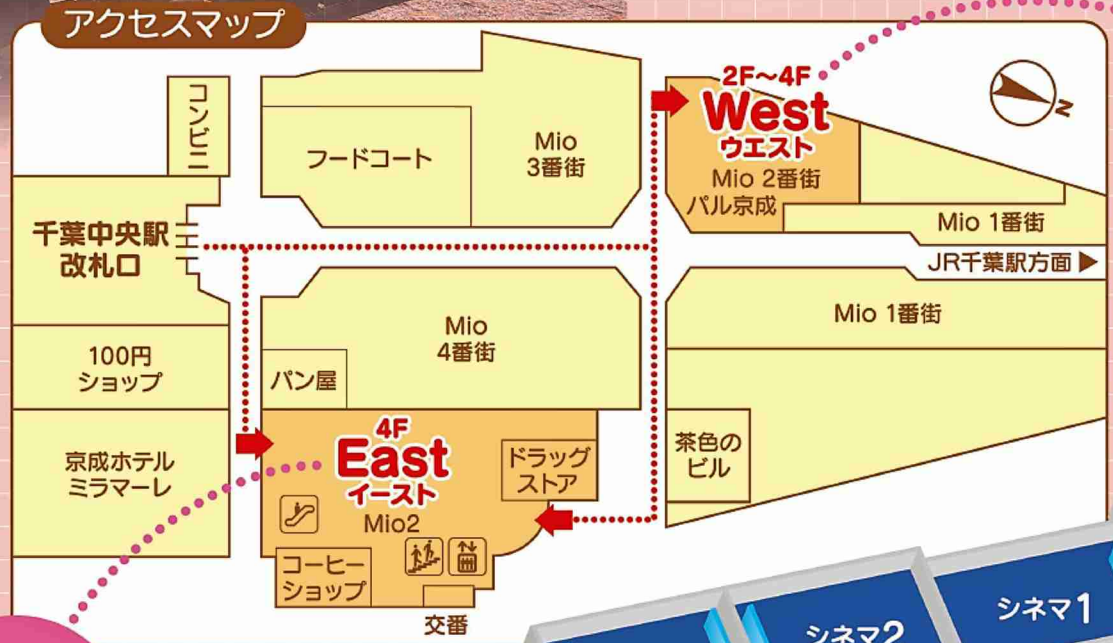 アクセスマップ
コンビニ
フードコート
Mio
3番街
2F〜4F
West
ウエスト
Mio 2番街
パル京成
N
Mio 1番街
千葉中央駅
改札口
JR千葉駅方面▶
Mio 1番街
100円
ショップ
Mio
4番街
パン屋
京成ホテル
ミラマーレ
4F
East
イースト
Mio2
ドラッグ
ストア
茶色の
ビル
コーヒー
ショップ
交番
シネマ2
シネマ1